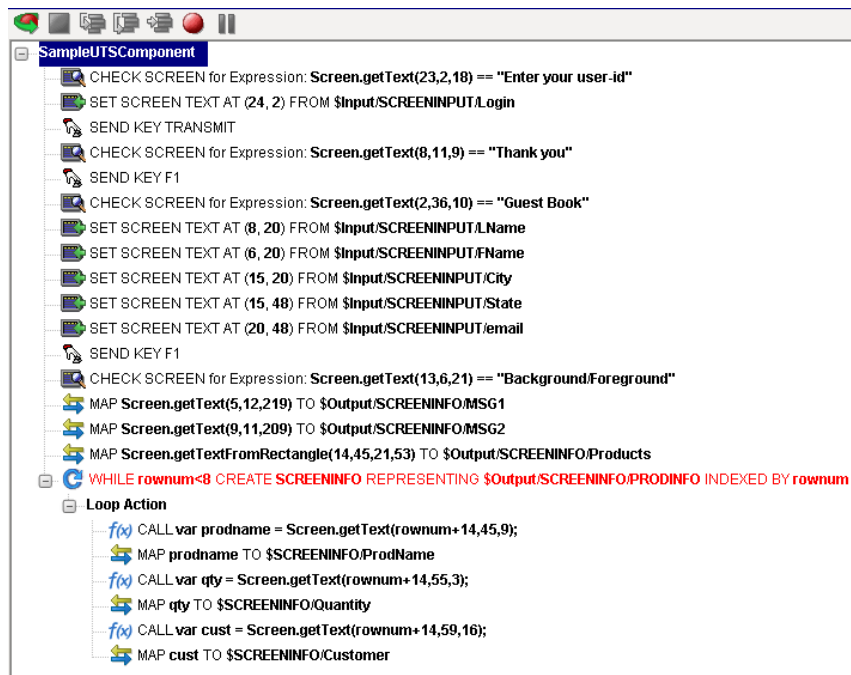 SampleUTSComponent
CHECK SCREEN for Expression: Screen.getText(23,2,18) == "Enter your user-id"
SET SCREEN TEXT AT (24, 2) FROM $Input/SCREENINPUT/Login
SEND KEY TRANSMIT
CHECK SCREEN for Expression: Screen.getText(8,11,9) == "Thank you"
SEND KEY F1
CHECK SCREEN for Expression: Screen.getText(2,36,10) == "Guest Book"
SET SCREEN TEXT AT (8, 20) FROM $Input/SCREENINPUT/LName
SET SCREEN TEXT AT (6, 20) FROM $Input/SCREENINPUT/FName
SET SCREEN TEXT AT (15, 20) FROM $Input/SCREENINPUT/City
SET SCREEN TEXT AT (15, 48) FROM $Input/SCREENINPUT/State
SET SCREEN TEXT AT (20, 48) FROM $Input/SCREENINPUT/email
SEND KEY F1
CHECK SCREEN for Expression: Screen.getText(13,6,21) == "Background/Foreground"
MAP Screen.getText(5,12,219) TO $Output/SCREENINFO/MSG1
MAP Screen.getText(9,11,209) TO $Output/SCREENINFO/MSG2
MAP Screen.getTextFromRectangle(14,45,21,53) TO $Output/SCREENINFO/Products
WHILE rownum<8 CREATE SCREENINFO REPRESENTING $Output/SCREENINFO/PRODINFO INDEXED BY rownum
Loop Action
f(x) CALL var prodname = Screen.getText(rownum+14,45,9);
MAP prodname TO $SCREENINFO/ProdName
f(x) CALL var qty = Screen.getText(rownum+14,55,3);
MAP qty TO $SCREENINFO/Quantity
f(x) CALL var cust = Screen.getText(rownum+14,59,16);
MAP cust TO $SCREENINFO/Customer